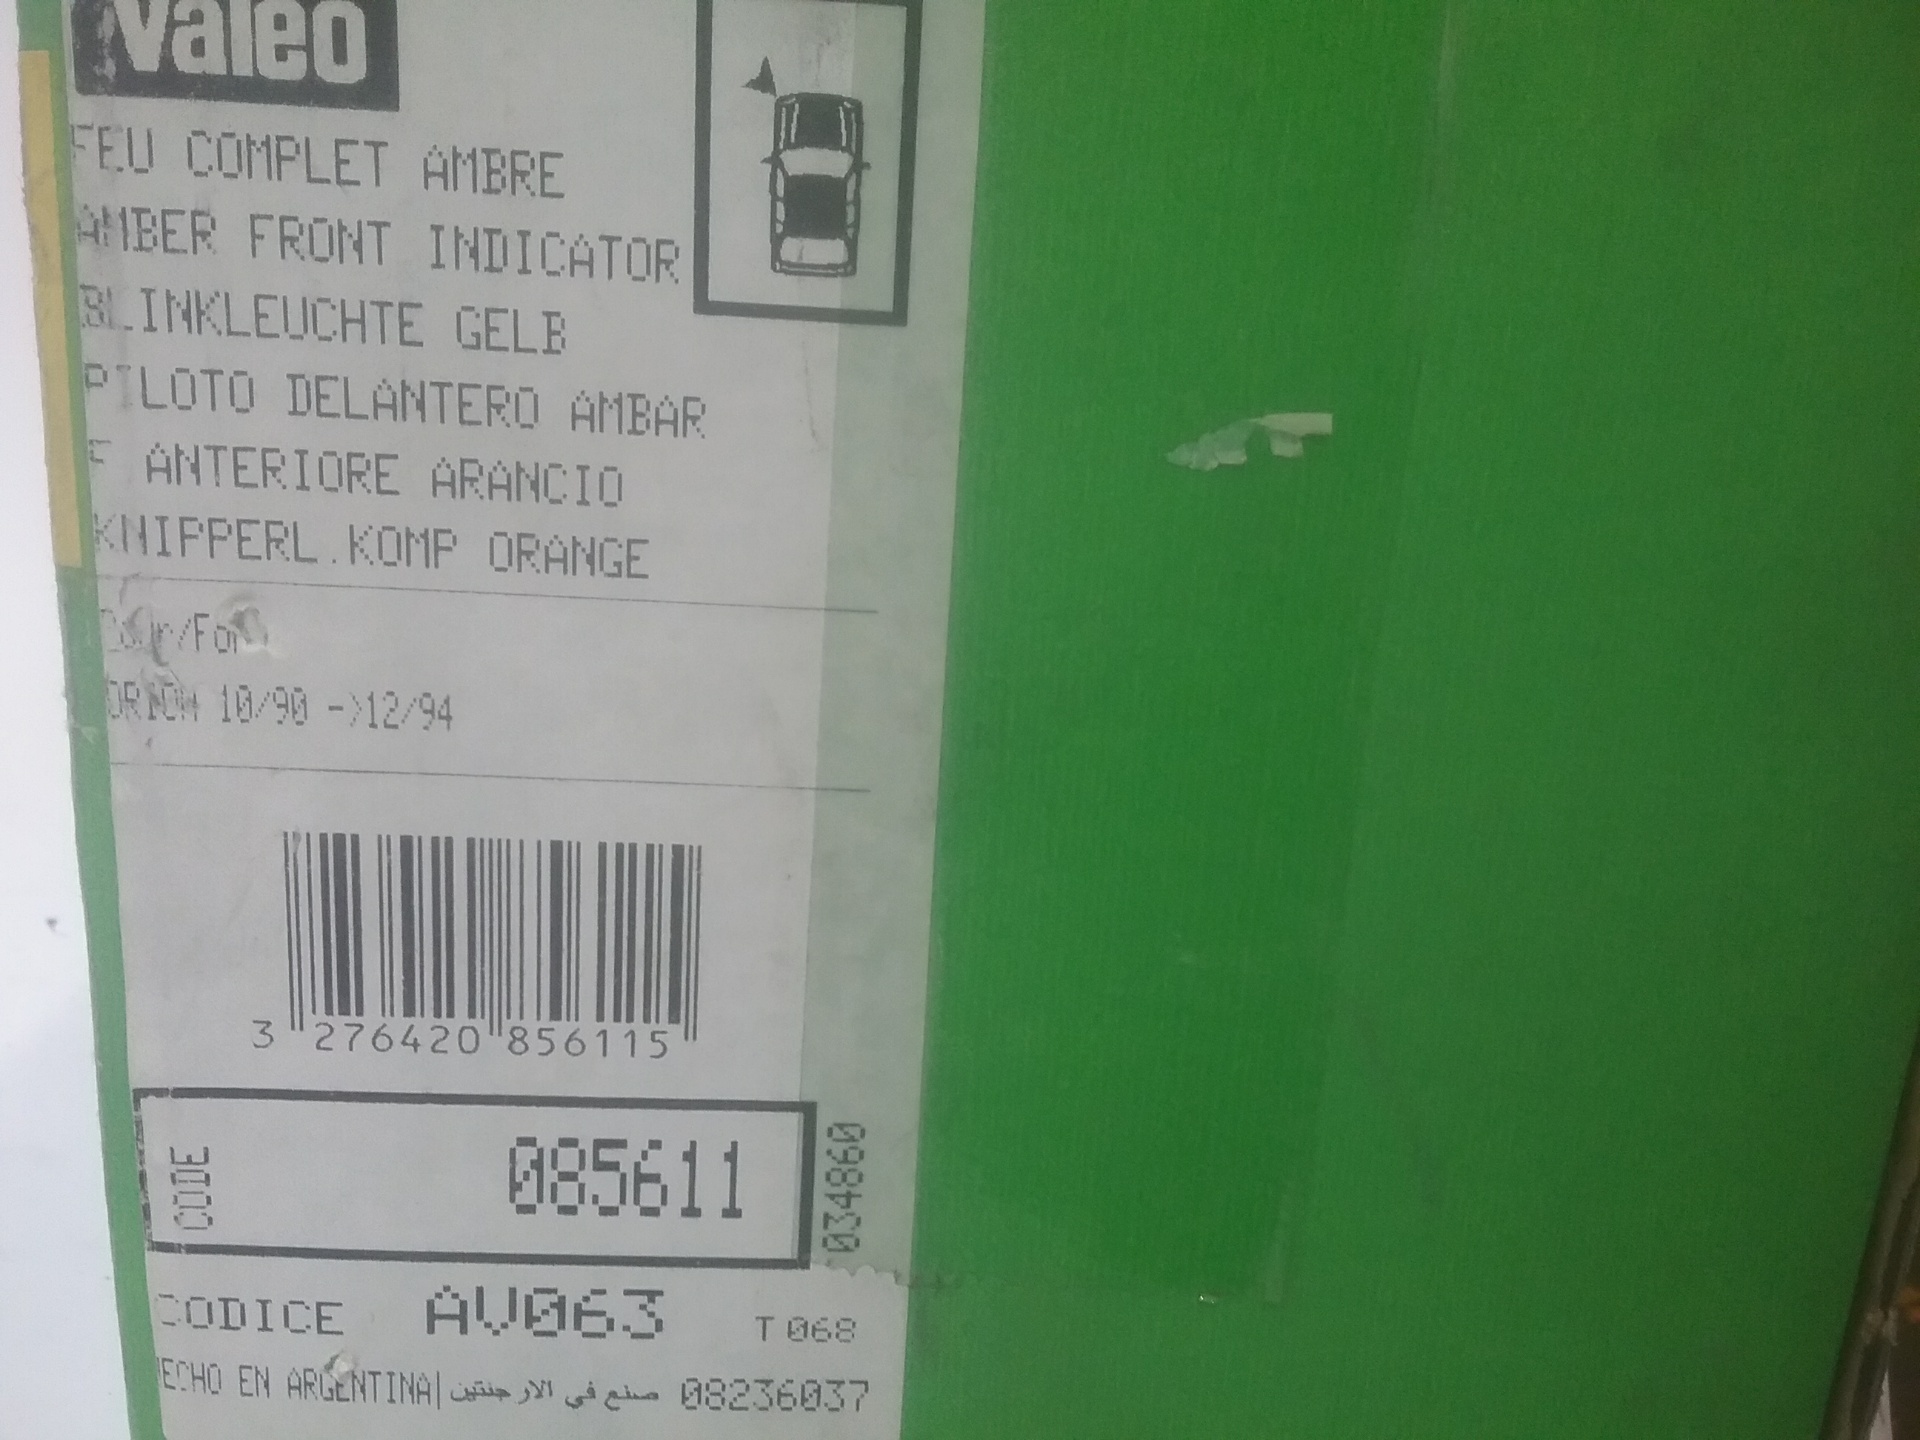 Valeo
FEU COMPLET AMBRE
AMBER FRONT INDICATOR
BLINKLEUCHTE GELB
PILOTO DELANTERO AMBAR
F ANTERIORE ARANCIO
KNIPPERL.KOMP ORANGE
ORION 10/90 ->12/94
3 276420 856115
CODE 085611
034860
CODICE AV063 T 068
HECHO EN ARGENTINA| صنع في الارجنتين 08236037